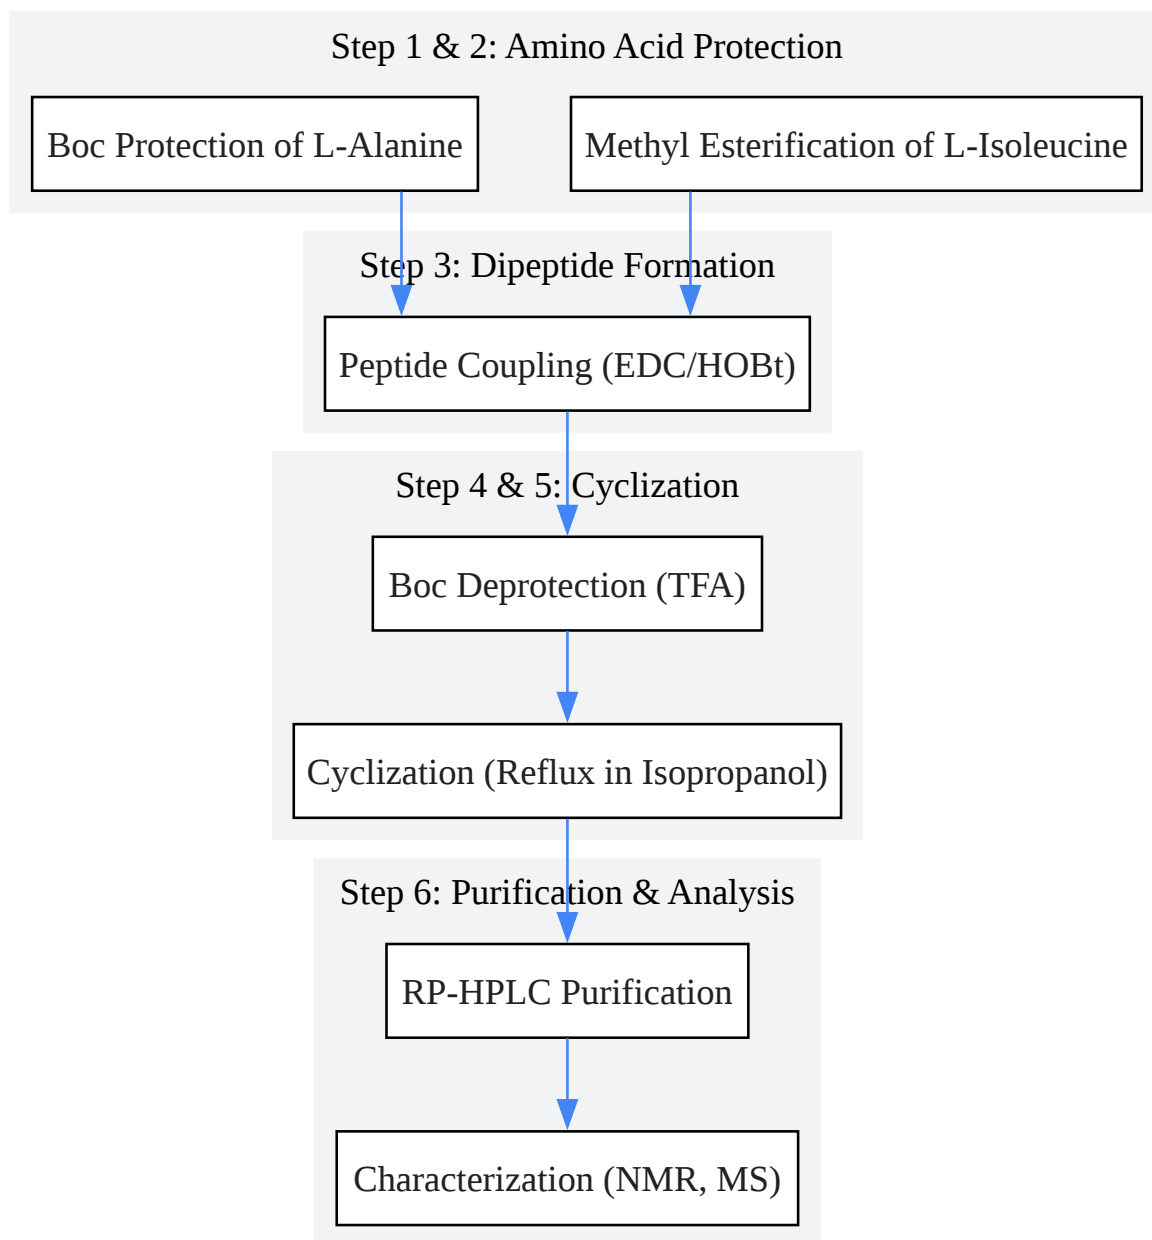 Step 1 & 2: Amino Acid Protection
Boc Protection of L-Alanine
Methyl Esterification of L-Isoleucine
Step 3: Dipeptide Formation
Peptide Coupling (EDC/HOBt)
Step 4 & 5: Cyclization
Boc Deprotection (TFA)
Cyclization (Reflux in Isopropanol)
Step 6: Purification & Analysis
RP-HPLC Purification
Characterization (NMR, MS)